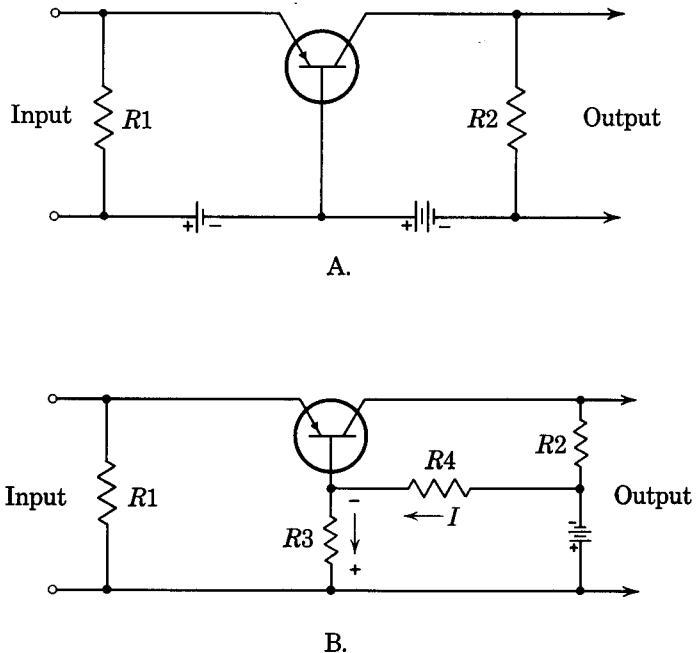 Input
R1
R2
Output
+ − + −
A.
R4
R2
Input
R1
I
Output
R3
−
+
−
+
B.